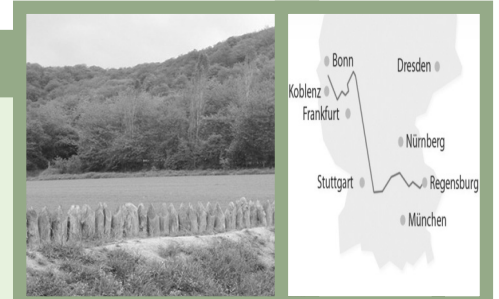 Bonn
Dresden
Koblenz
Frankfurt
Nürnberg
Stuttgart
Regensburg
München